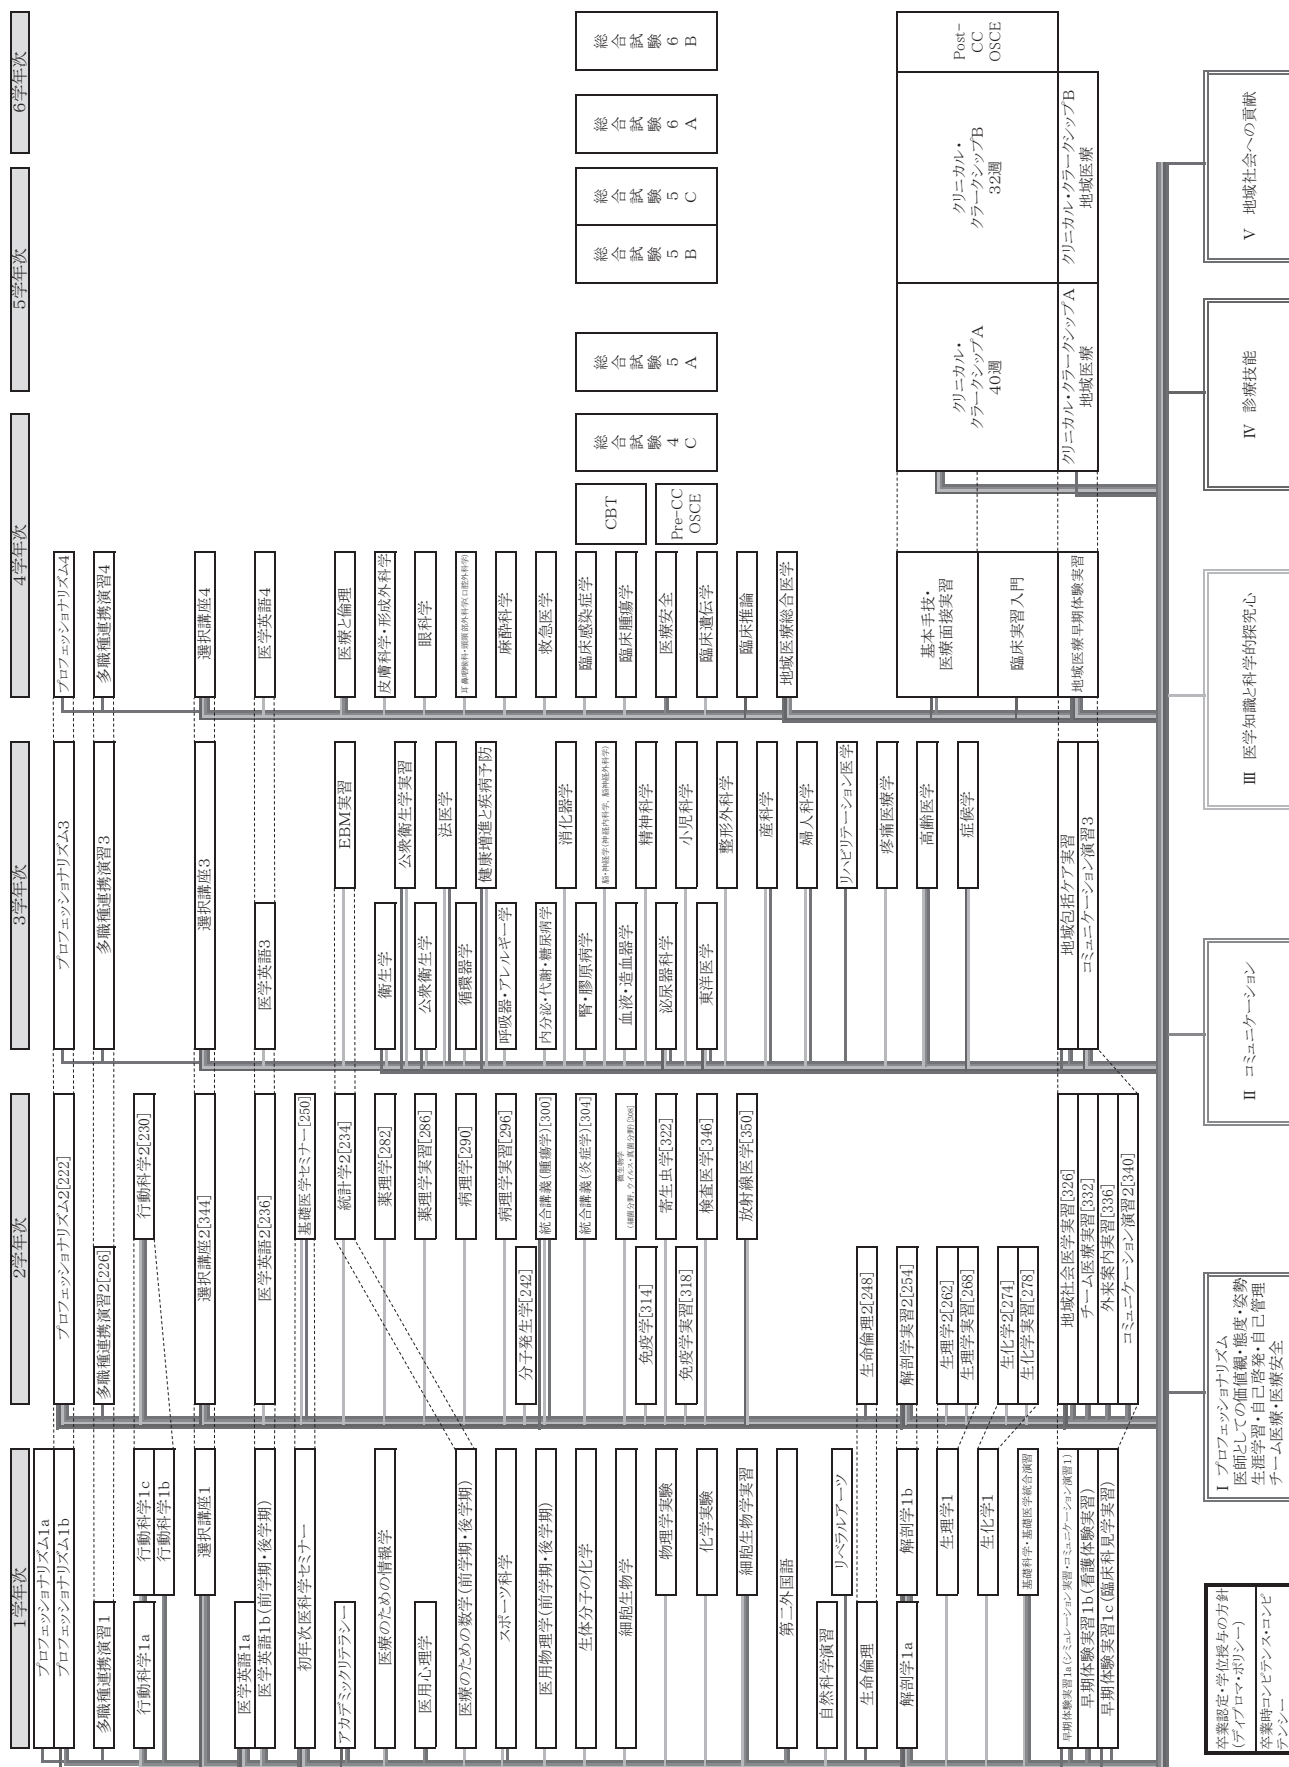 1学年次
2学年次
3学年次
4学年次
5学年次
6学年次
プロフェッショナリズム1a
プロフェッショナリズム1b
多職種連携演習1
行動科学1a
行動科学1c
行動科学1b
選択講座1
医学英語1a
医学英語1b(前学期・後学期)
初年次医科学セミナー
アカデミックリテラシー
医療のための情報学
医用心理学
医療のための数学(前学期・後学期)
スポーツ科学
医用物理学(前学期・後学期)
生体分子の化学
細胞生物学
物理学実験
化学実験
細胞生物学実習
第二外国語
自然科学演習
リベラルアーツ
生命倫理
解剖学1a
解剖学1b
生理学1
生化学1
基礎科学・基礎医学統合演習
早期体験実習1a(シミュレーション実習・コミュニケーション演習1)
早期体験実習1b(看護体験実習)
早期体験実習1c(臨床科見学実習)
プロフェッショナリズム2[222]
多職種連携演習2[226]
行動科学2[230]
選択講座2[344]
医学英語2[236]
基礎医学セミナー[250]
統計学2[234]
薬理学[282]
薬理学実習[286]
病理学[290]
病理学実習[296]
分子発生学[242]
統合講義(腫瘍学)[300]
統合講義(炎症学)[304]
微生物学
(細菌分野,ウイルス・真菌分野)[308]
免疫学[314]
寄生虫学[322]
免疫学実習[318]
検査医学[346]
放射線医学[350]
生命倫理2[248]
解剖学実習2[254]
生理学2[262]
生理学実習[268]
生化学2[274]
生化学実習[278]
地域社会医学実習[326]
チーム医療実習[332]
外来案内実習[336]
コミュニケーション演習2[340]
プロフェッショナリズム3
多職種連携演習3
選択講座3
医学英語3
EBM実習
衛生学
公衆衛生学実習
公衆衛生学
法医学
循環器学
健康増進と疾病予防
呼吸器・アレルギー学
内分泌・代謝・糖尿病学
消化器学
腎・膠原病学
脳・神経学(神経内科学,脳神経外科学)
血液・造血器学
精神科学
泌尿器科学
小児科学
東洋医学
整形外科学
産科学
婦人科学
リハビリテーション医学
疼痛医療学
高齢医学
症候学
地域包括ケア実習
コミュニケーション演習3
プロフェッショナリズム4
多職種連携演習4
選択講座4
医学英語4
医療と倫理
皮膚科学・形成外科学
眼科学
耳鼻咽喉科・頭頸部外科学(口腔外科学)
麻酔科学
救急医学
臨床感染症学
臨床腫瘍学
医療安全
臨床遺伝学
臨床推論
地域医療総合医学
基本手技・
医療面接実習
臨床実習入門
地域医療早期体験実習
CBT
Pre-CC
OSCE
総合試験4C
総合試験5A
総合試験5B
総合試験5C
総合試験6A
総合試験6B
クリニカル・
クラークシップA
40週
クリニカル・クラークシップA
地域医療
クリニカル・
クラークシップB
32週
クリニカル・クラークシップB
地域医療
Post-
CC
OSCE
卒業認定・学位授与の方針
(ディプロマ・ポリシー)
卒業時コンピテンス・コンピ
テンシー
Ⅰ プロフェッショナリズム
医師としての価値観・態度・姿勢
生涯学習・自己啓発・自己管理
チーム医療・医療安全
Ⅱ コミュニケーション
Ⅲ 医学知識と科学的探究心
Ⅳ 診療技能
Ⅴ 地域社会への貢献